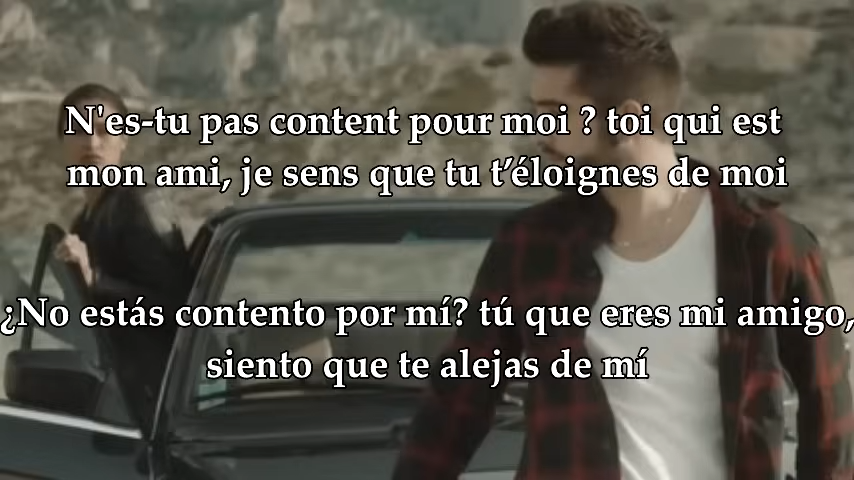 N'es-tu pas content pour moi ? toi qui est
mon ami, je sens que tu t’éloignes de moi
¿No estás contento por mí? tú que eres mi amigo,
siento que te alejas de mí